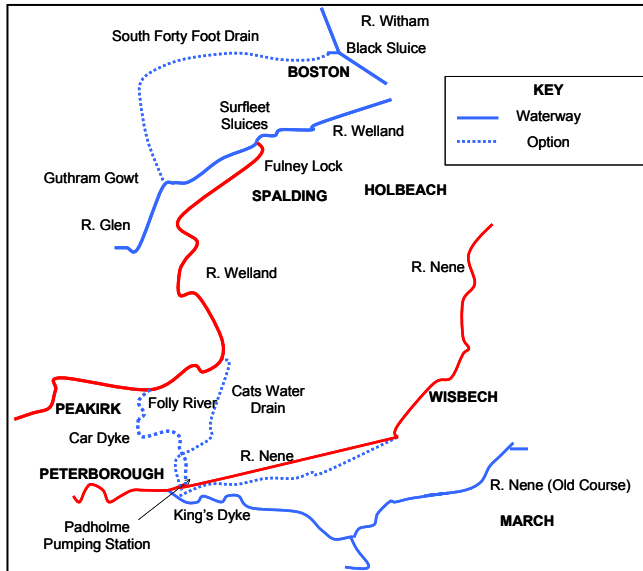 R. Witham
South Forty Foot Drain
Black Sluice
BOSTON
KEY
Waterway
Option
Surfleet
Sluices
R. Welland
Fulney Lock
Guthram Gowt
SPALDING
HOLBEACH
R. Glen
R. Welland
R. Nene
Cats Water
Drain
Folly River
PEAKIRK
WISBECH
Car Dyke
R. Nene
PETERBOROUGH
R. Nene (Old Course)
King's Dyke
MARCH
Padholme
Pumping Station